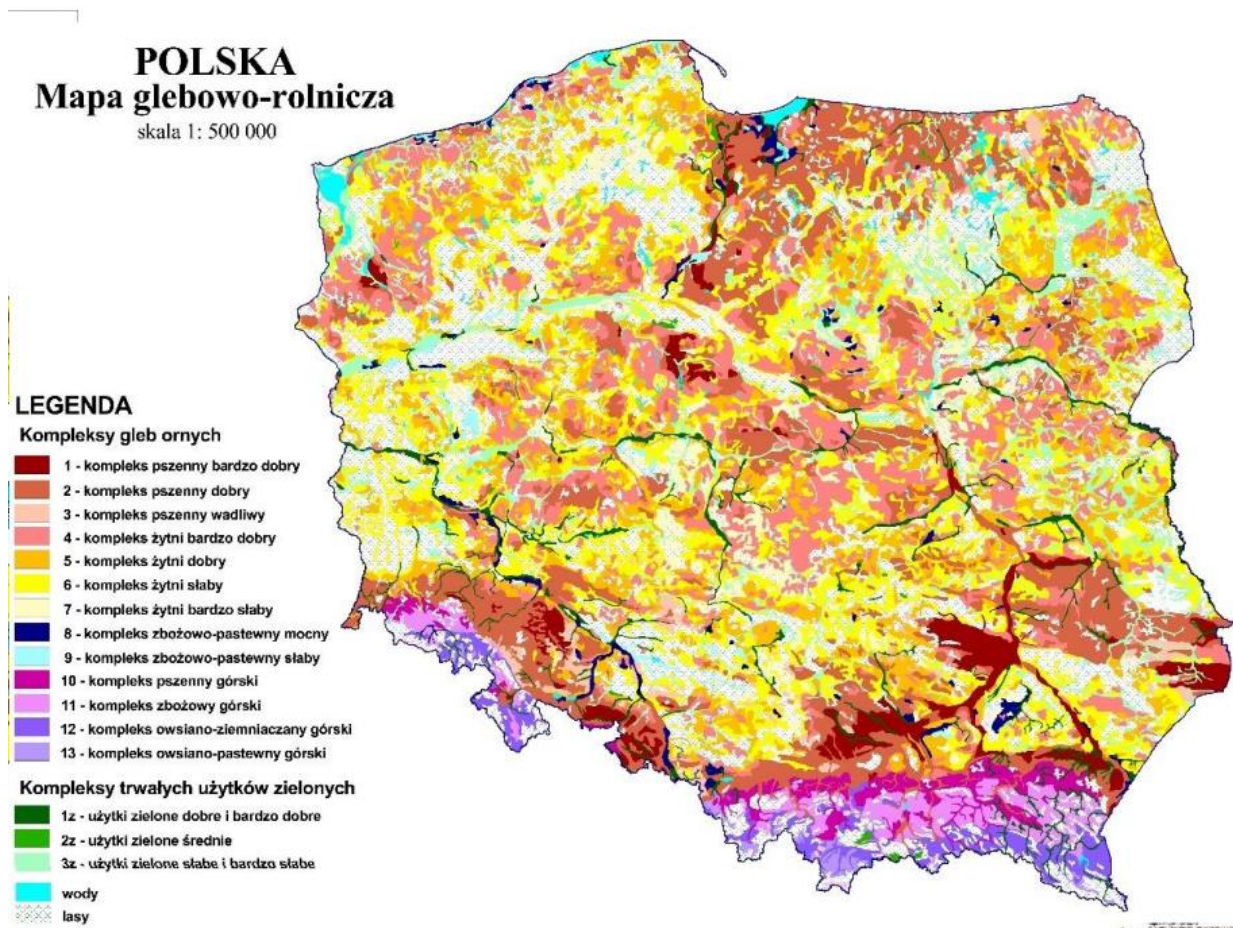 POLSKA
Mapa glebowo-rolnicza
skala 1: 500 000
LEGENDA
Kompleksy gleb ornych
1 - kompleks pszenny bardzo dobry
2 - kompleks pszenny dobry
3 - kompleks pszenny wadliwy
4 - kompleks żytni bardzo dobry
5 - kompleks żytni dobry
6 - kompleks żytni słaby
7 - kompleks żytni bardzo słaby
8 - kompleks zbożowo-pastewny mocny
9 - kompleks zbożowo-pastewny słaby
10 - kompleks pszenny górski
11 - kompleks zbożowy górski
12 - kompleks owsiano-ziemniaczany górski
13 - kompleks owsiano-pastewny górski
Kompleksy trwałych użytków zielonych
1z - użytki zielone dobre i bardzo dobre
2z - użytki zielone średnie
3z - użytki zielone słabe i bardzo słabe
wody
lasy